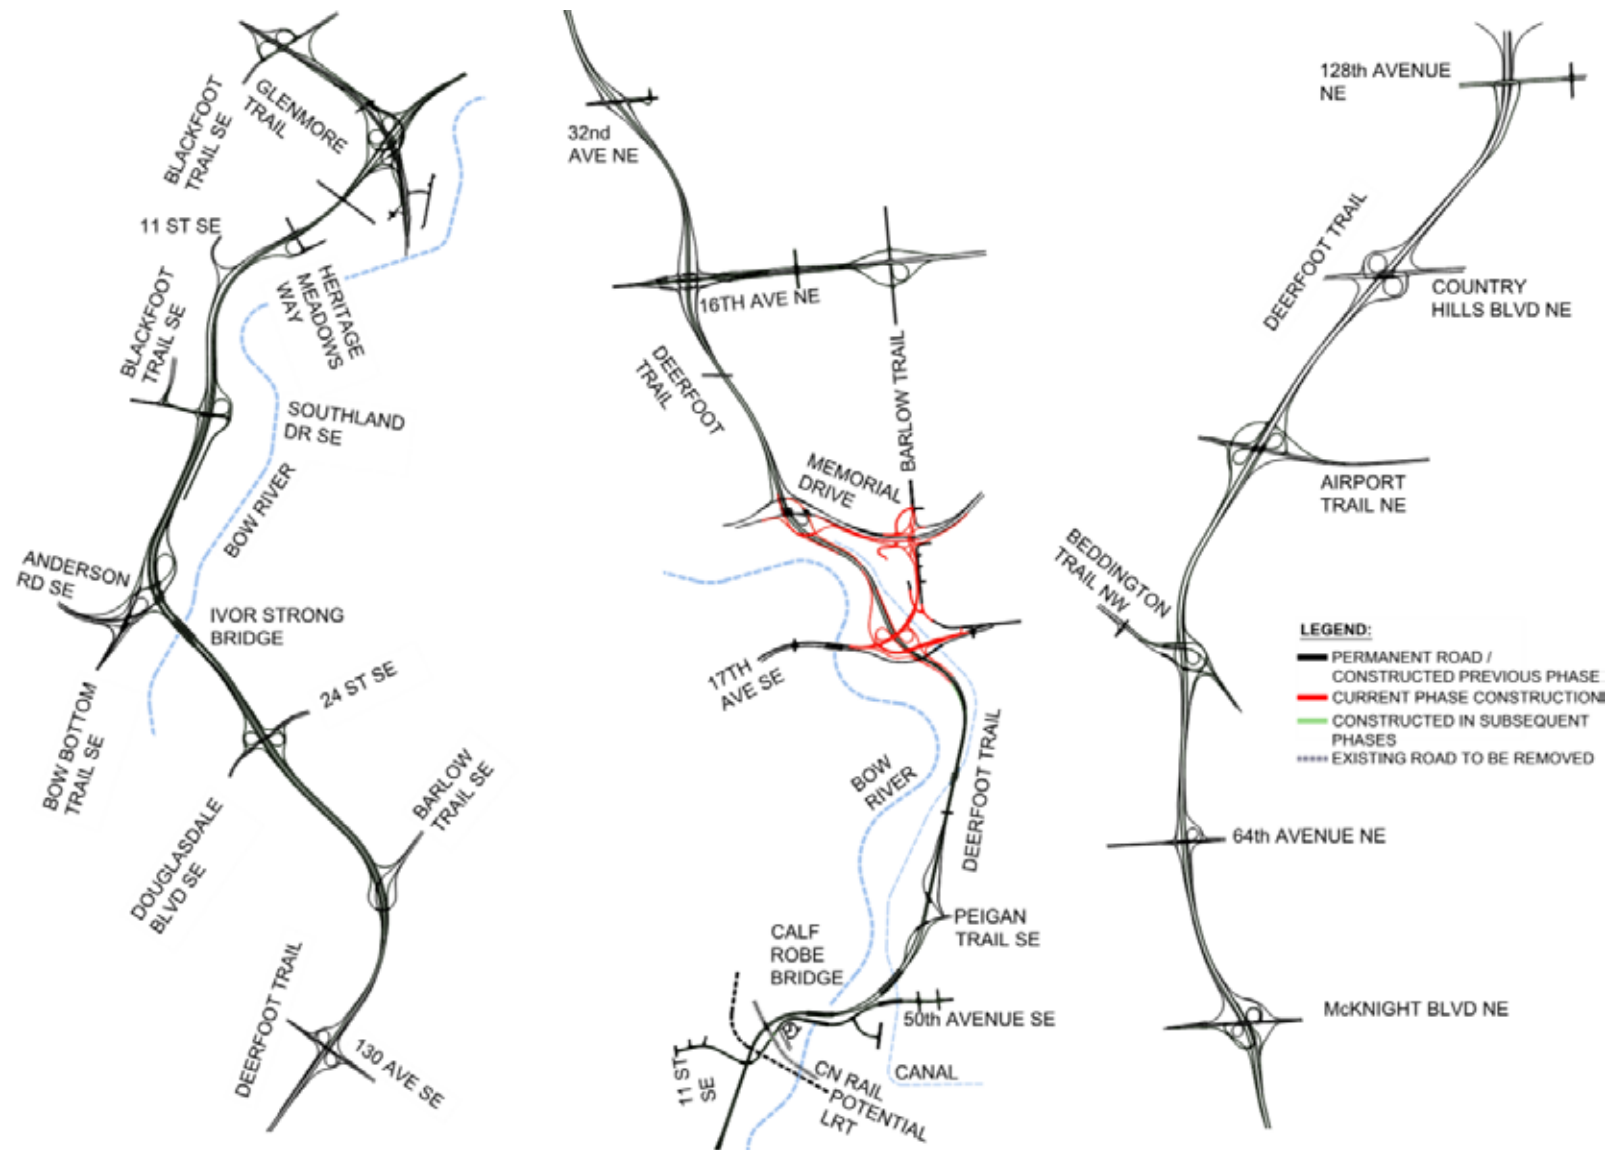 BLACKFOOT
TRAIL SE
GLENMORE
TRAIL
11 ST SE
HERITAGE
MEADOWS
WAY
BLACKFOOT
TRAIL SE
SOUTHLAND
DR SE
BOW RIVER
ANDERSON
RD SE
IVOR STRONG
BRIDGE
BOW BOTTOM
TRAIL SE
24 ST SE
DOUGLASDALE
BLVD SE
BARLOW
TRAIL SE
DEERFOOT TRAIL
130 AVE SE
32nd
AVE NE
16TH AVE NE
DEERFOOT
TRAIL
BARLOW TRAIL
MEMORIAL
DRIVE
17TH
AVE SE
BOW
RIVER
DEERFOOT TRAIL
PEIGAN
TRAIL SE
CALF
ROBE
BRIDGE
50th AVENUE SE
11 ST
SE
CN RAIL
POTENTIAL
LRT
CANAL
128th AVENUE
NE
DEERFOOT TRAIL
COUNTRY
HILLS BLVD NE
AIRPORT
TRAIL NE
BEDDINGTON
TRAIL NW
LEGEND:
PERMANENT ROAD /
CONSTRUCTED PREVIOUS PHASE
CURRENT PHASE CONSTRUCTION
CONSTRUCTED IN SUBSEQUENT
PHASES
EXISTING ROAD TO BE REMOVED
64th AVENUE NE
McKNIGHT BLVD NE